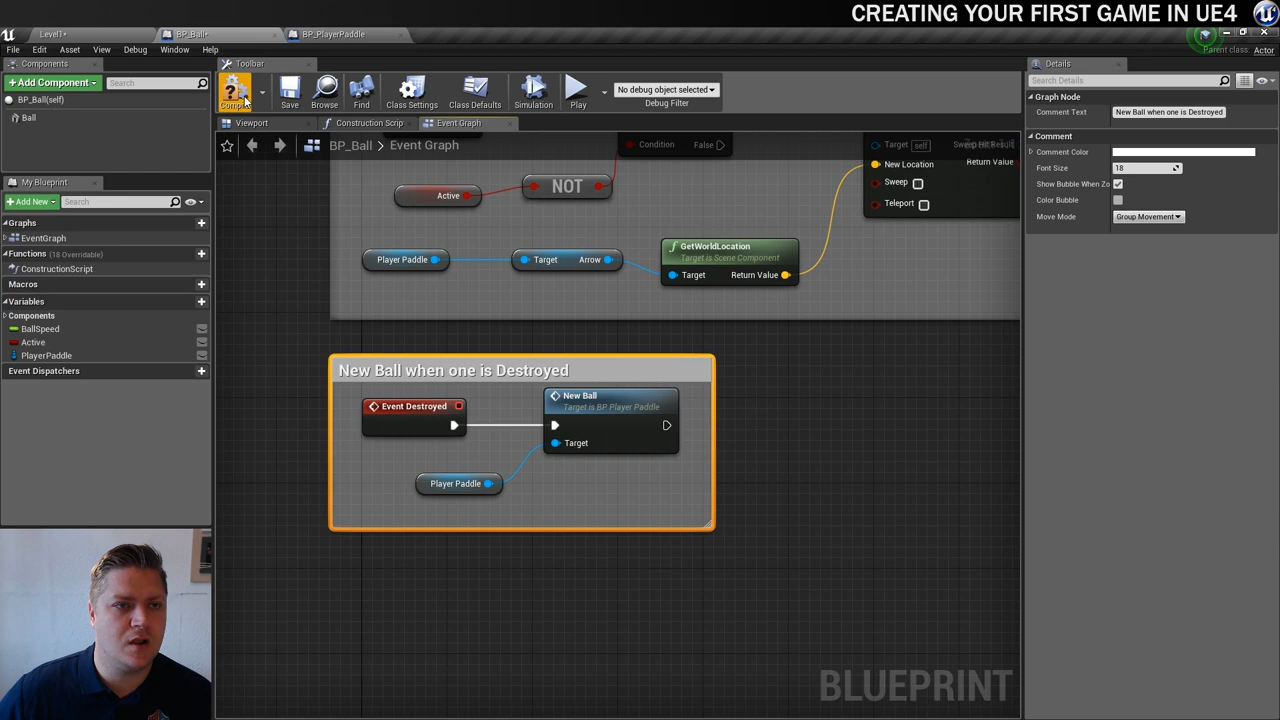 CREATING YOUR FIRST GAME IN UE4
Level1*
BP_Ball*
BP_PlayerPaddle
File
Edit
Asset
View
Debug
Window
Help
Parent class: Actor
Components
Toolbar
Details
+Add Component
Search
BP_Ball(self)
Ball
Compile
Save
Browse
Find
Class Settings
Class Defaults
Simulation
Play
No debug object selected
Debug Filter
Search Details
Graph Node
Comment Text
New Ball when one is Destroyed
Comment
Comment Color
Font Size
18
Show Bubble When Zo
Color Bubble
Move Mode
Group Movement
Viewport
Construction Scrip
Event Graph
BP_Ball > Event Graph
My Blueprint
+Add New
Search
Graphs
EventGraph
Functions (18 Overridable)
ConstructionScript
Macros
Variables
Components
BallSpeed
Active
PlayerPaddle
Event Dispatchers
Condition
False
Target
self
Sweep Hit Result
New Location
Return Value
Sweep
Teleport
Active
NOT
Player Paddle
Target
Arrow
GetWorldLocation
Target is Scene Component
Target
Return Value
New Ball when one is Destroyed
Event Destroyed
New Ball
Target is BP Player Paddle
Target
Player Paddle
BLUEPRINT